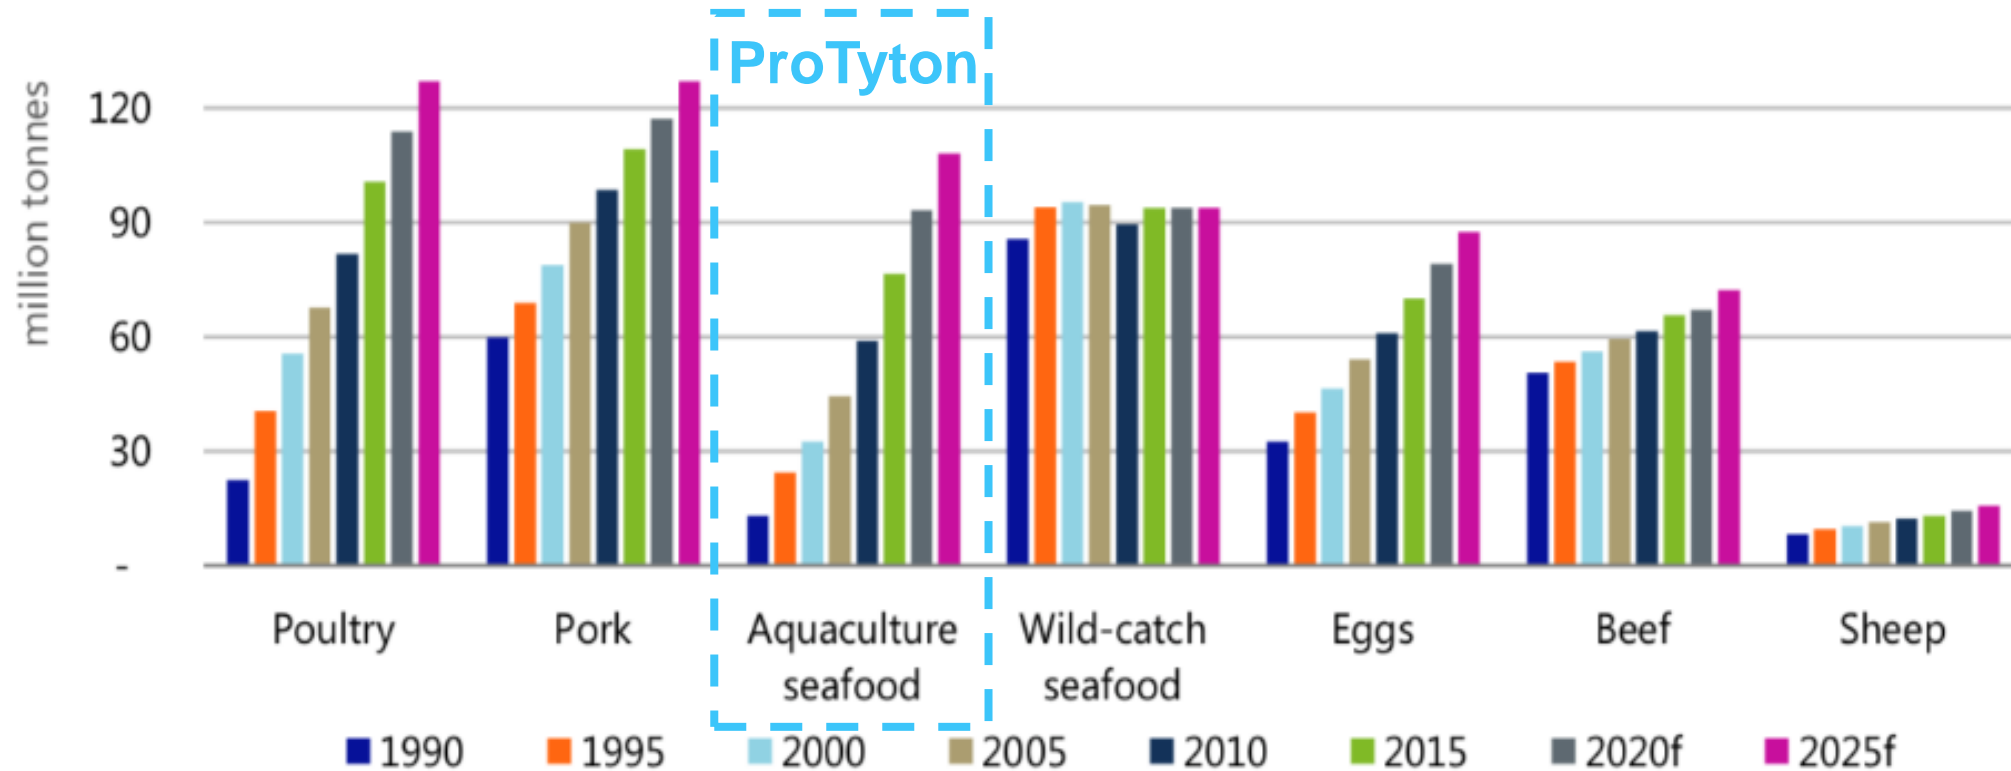 ProTyton
million tonnes
120
90
60
30
-
Poultry
Pork
Aquaculture
seafood
Wild-catch
seafood
Eggs
Beef
Sheep
1990 1995 2000 2005 2010 2015 2020f 2025f